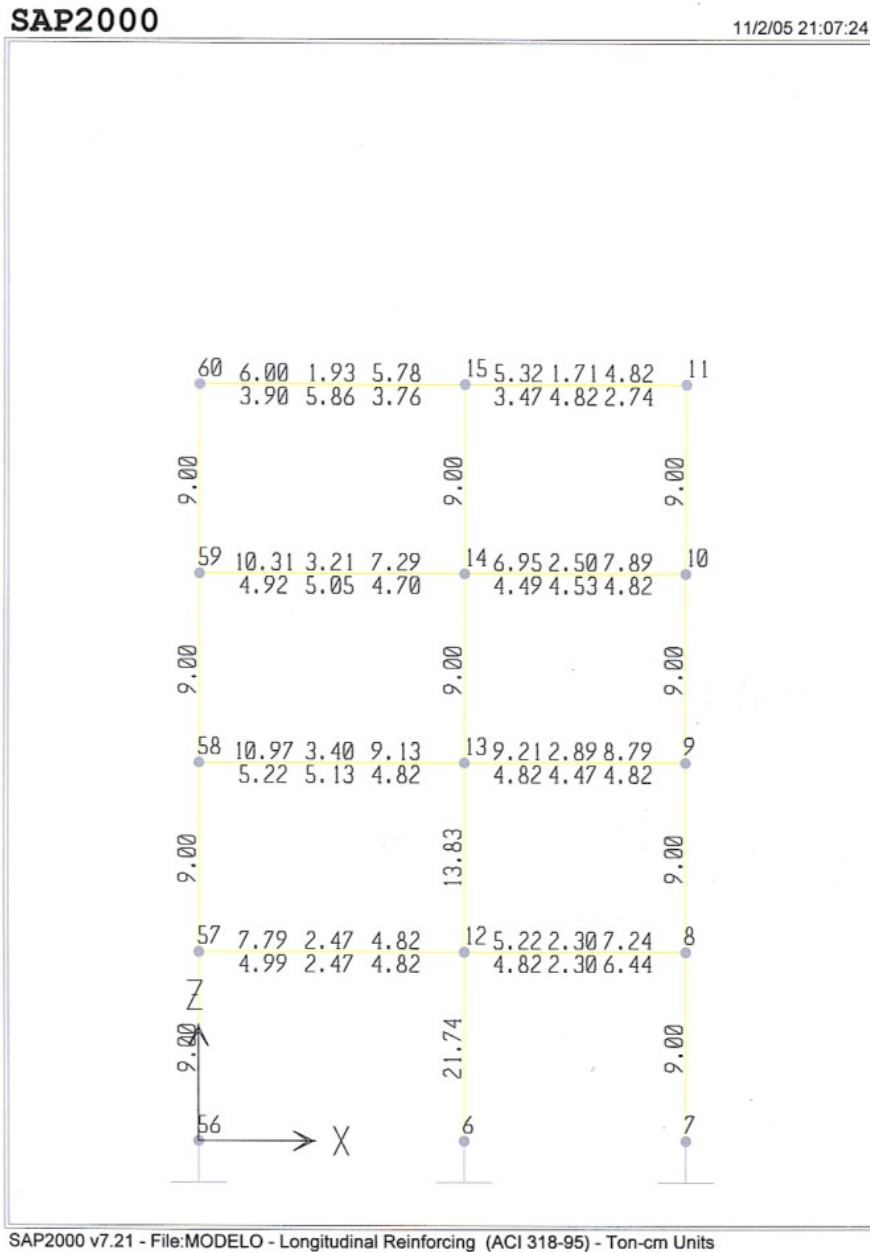 SAP2000 11/2/05 21:07:24
60 6.00 1.93 5.78 15 5.32 1.71 4.82 11
3.90 5.86 3.76 3.47 4.82 2.74
9.00 9.00 9.00
59 10.31 3.21 7.29 14 6.95 2.50 7.89 10
4.92 5.05 4.70 4.49 4.53 4.82
9.00 9.00 9.00
58 10.97 3.40 9.13 13 9.21 2.89 8.79 9
5.22 5.13 4.82 4.82 4.47 4.82
9.00 13.83 9.00
57 7.79 2.47 4.82 12 5.22 2.30 7.24 8
4.99 2.47 4.82 4.82 2.30 6.44
Z
9.00 21.74 9.00
56 6 7
X
SAP2000 v7.21 - File:MODELO - Longitudinal Reinforcing (ACI 318-95) - Ton-cm Units